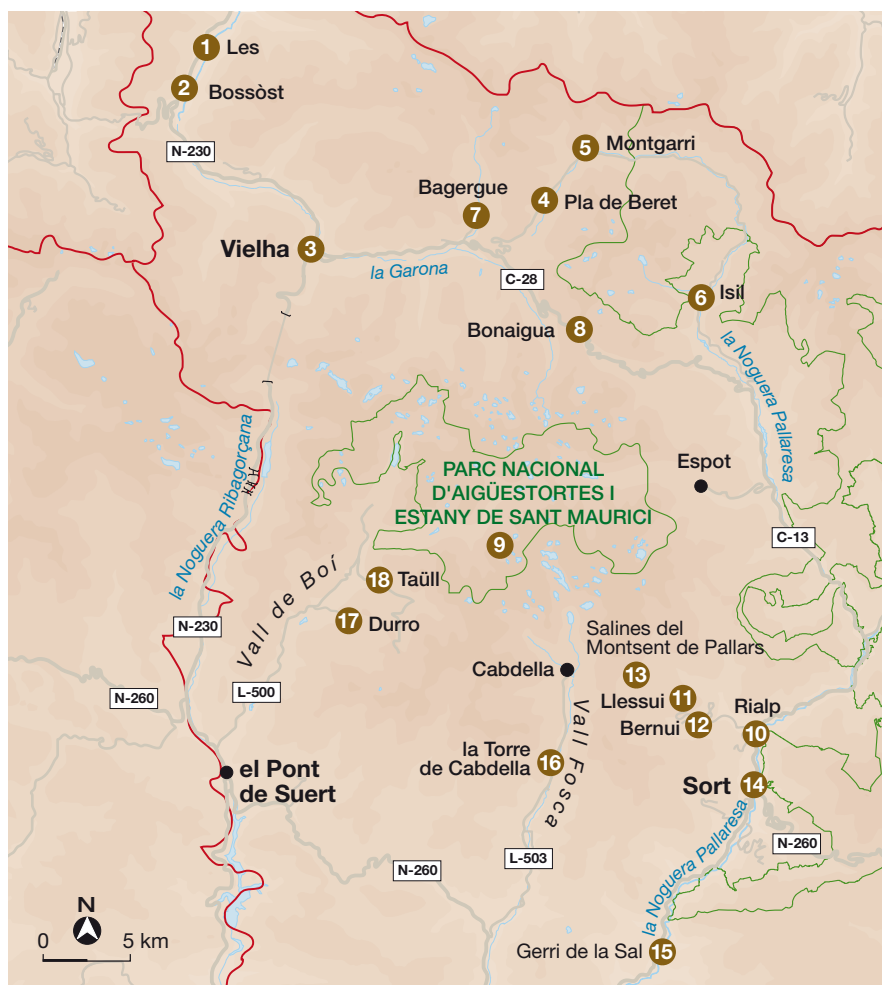 1 Les
2 Bossòst
N-230
5 Montgarri
Bagergue
7
4 Pla de Beret
Vielha 3
la Garona
C-28
6 Isil
Bonaigua 8
la Noguera Pallaresa
PARC NACIONAL
D'AIGÜESTORTES I
ESTANY DE SANT MAURICI
9
Espot
C-13
la Noguera Ribagorçana
Vall de Boí
18 Taüll
17 Durro
N-230
Salines del
Montsent de Pallars
13
Cabdella
N-260
L-500
Llessui 11
Bernui 12
Rialp
10
Vall Fosca
la Torre
de Cabdella
16
el Pont
de Suert
Sort 14
la Noguera Pallaresa
N-260
L-503
N-260
N
0 5 km
Gerri de la Sal 15